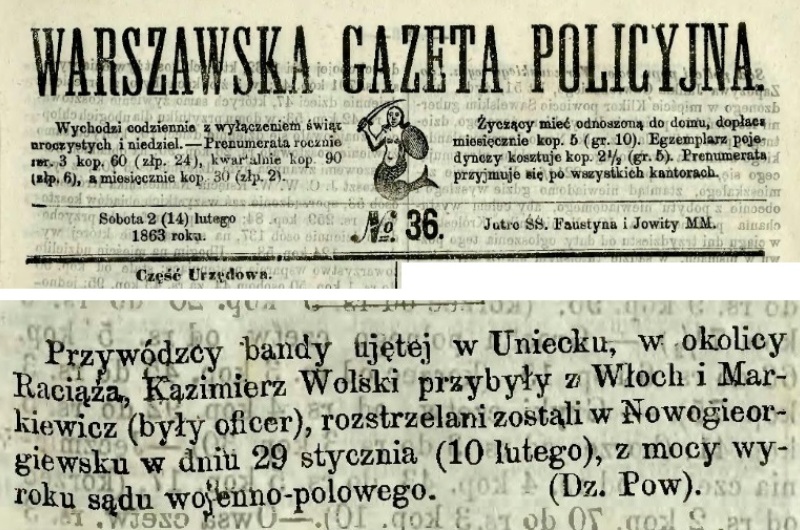 WARSZAWSKA GAZETA POLICYJNA.
Wychodzi codziennie z wyłączeniem świąt
uroczystych i niedziel.—Prenumerata rocznie
rsr. 3 kop. 60 (złp. 24), kwartalnie kop. 90
(złp. 6), a miesięcznie kop. 30 (złp. 2).
Życzący mieć odnoszoną do domu, dopłaca
miesięcznie kop. 5 (gr. 10). Egzemplarz poje-
dynczy kosztuje kop. 2½ (gr. 5). Prenumerata
przyjmuje się po wszystkich kantorach.
Sobota 2 (14) lutego
1863 roku.
No. 36.
Jutro ŚŚ. Faustyna i Jowity MM.
Część Urzędowa.
Przywódzcy bandy ujętej w Uniecku, w okolicy
Raciąża, Kazimierz Wolski przybyły z Włoch i Mar-
kiewicz (były oficer), rozstrzelani zostali w Nowogieor-
giewsku w dniu 29 stycznia (10 lutego), z mocy wy-
roku sądu wojenno-polowego. (Dz. Pow).